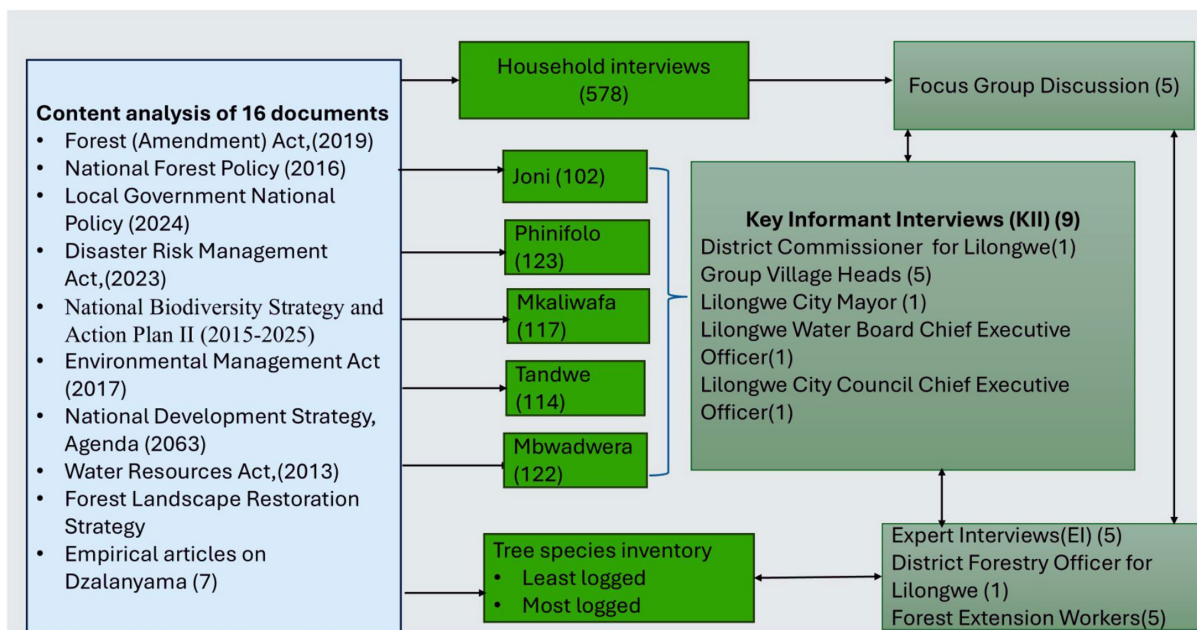 Content analysis of 16 documents
• Forest (Amendment) Act,(2019)
• National Forest Policy (2016)
• Local Government National
Policy (2024)
• Disaster Risk Management
Act,(2023)
• National Biodiversity Strategy and
Action Plan II (2015-2025)
• Environmental Management Act
(2017)
• National Development Strategy,
Agenda (2063)
• Water Resources Act,(2013)
• Forest Landscape Restoration
Strategy
• Empirical articles on
Dzalanyama (7)
Household interviews
(578)
Joni (102)
Phinifolo
(123)
Mkaliwafa
(117)
Tandwe
(114)
Mbwadwera
(122)
Tree species inventory
• Least logged
• Most logged
Focus Group Discussion (5)
Key Informant Interviews (KII) (9)
District Commissioner for Lilongwe(1)
Group Village Heads (5)
Lilongwe City Mayor (1)
Lilongwe Water Board Chief Executive
Officer(1)
Lilongwe City Council Chief Executive
Officer(1)
Expert Interviews(EI) (5)
District Forestry Officer for
Lilongwe (1)
Forest Extension Workers(5)